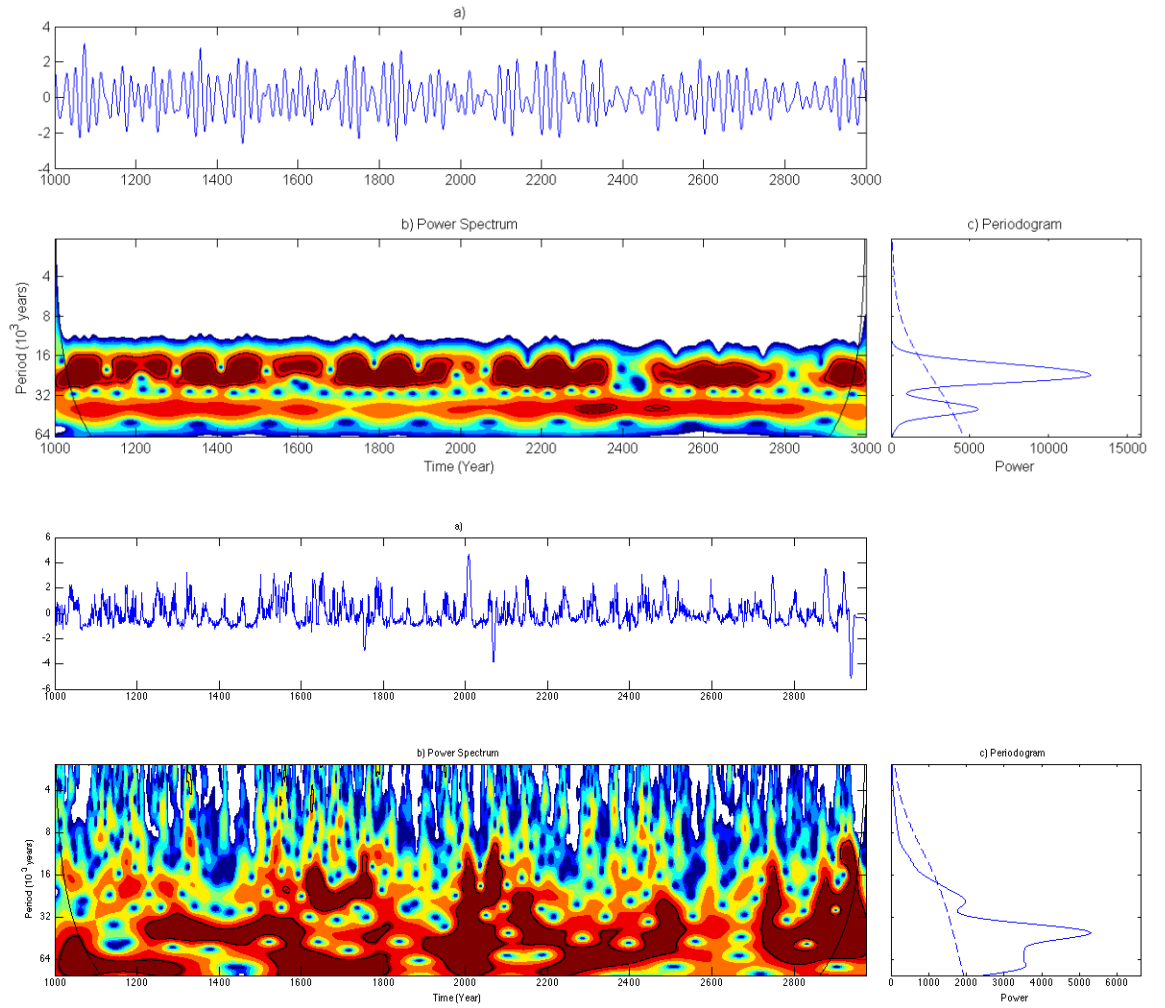 a)
4
2
0
-2
-4
1000 1200 1400 1600 1800 2000 2200 2400 2600 2800 3000
b) Power Spectrum
c) Periodogram
Period (10³ years)
4
8
16
32
64
1000 1200 1400 1600 1800 2000 2200 2400 2600 2800 3000
Time (Year)
0 5000 10000 15000
Power
a)
6
4
2
0
-2
-4
-6
1000 1200 1400 1600 1800 2000 2200 2400 2600 2800
b) Power Spectrum
c) Periodogram
Period (10³ years)
4
8
16
32
64
1000 1200 1400 1600 1800 2000 2200 2400 2600 2800
Time (Year)
0 1000 2000 3000 4000 5000 6000
Power